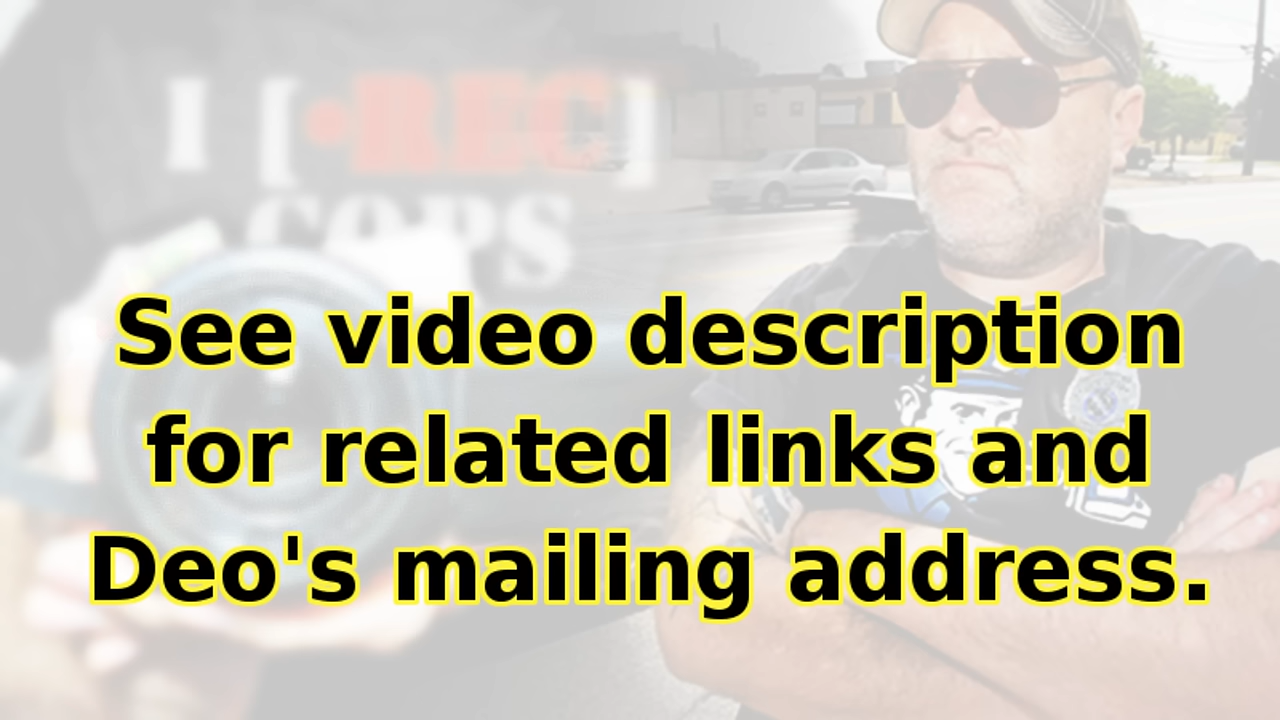 I [•REC]
COPS
See video description
for related links and
Deo's mailing address.